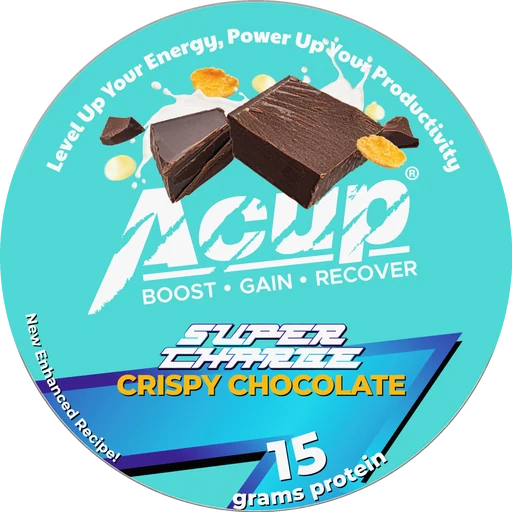 Level Up Your Energy, Power Up Your Productivity
Acup®
BOOST • GAIN • RECOVER
SUPER
CHARGE
CRISPY CHOCOLATE
New Enhanced Recipe!
15
grams protein